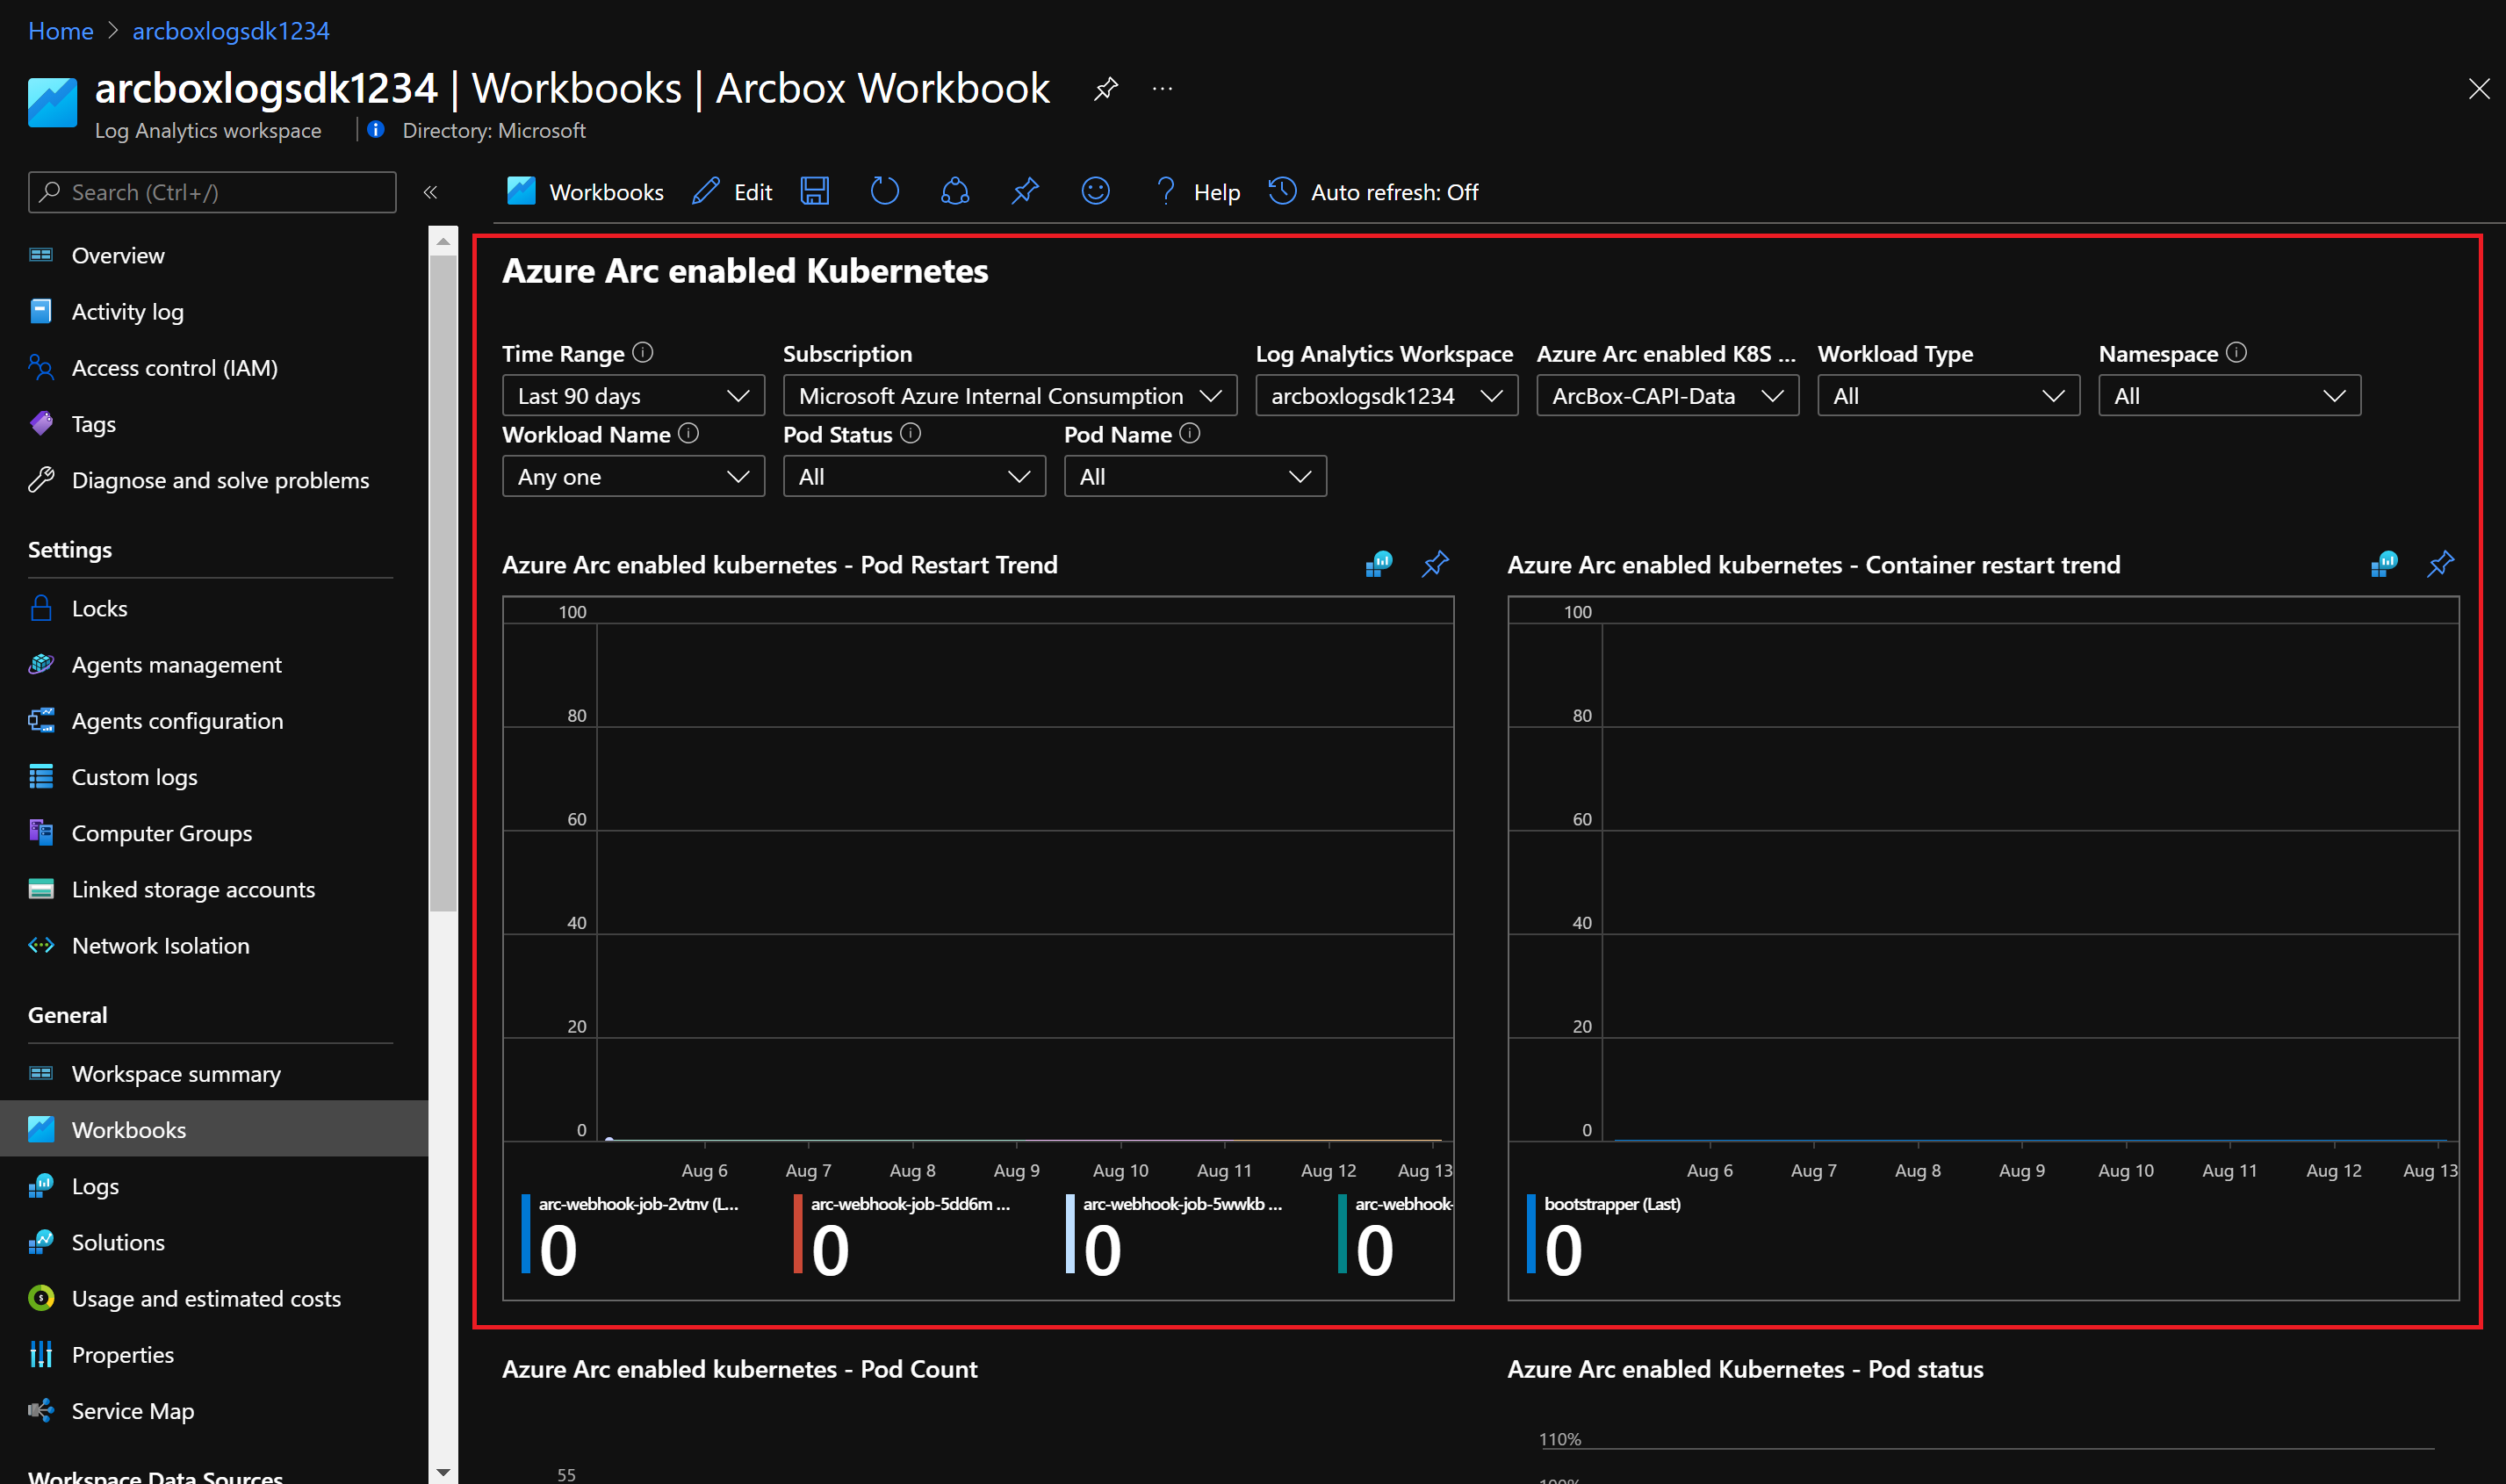 Home > arcboxlogsdk1234
arcboxlogsdk1234 | Workbooks | Arcbox Workbook ...
Log Analytics workspace | Directory: Microsoft
Search (Ctrl+/)
«
Workbooks Edit Help Auto refresh: Off
Overview
Activity log
Access control (IAM)
Tags
Diagnose and solve problems
Settings
Locks
Agents management
Agents configuration
Custom logs
Computer Groups
Linked storage accounts
Network Isolation
General
Workspace summary
Workbooks
Logs
Solutions
Usage and estimated costs
Properties
Service Map
Workspace Data Sources
Azure Arc enabled Kubernetes
Time Range Subscription Log Analytics Workspace Azure Arc enabled K8S ... Workload Type Namespace
Last 90 days Microsoft Azure Internal Consumption arcboxlogsdk1234 ArcBox-CAPI-Data All All
Workload Name Pod Status Pod Name
Any one All All
Azure Arc enabled kubernetes - Pod Restart Trend
100
80
60
40
20
0
Aug 6 Aug 7 Aug 8 Aug 9 Aug 10 Aug 11 Aug 12 Aug 13
arc-webhook-job-2vtnv (L... arc-webhook-job-5dd6m ... arc-webhook-job-5wwkb ... arc-webhook-
0 0 0 0
Azure Arc enabled kubernetes - Container restart trend
100
80
60
40
20
0
Aug 6 Aug 7 Aug 8 Aug 9 Aug 10 Aug 11 Aug 12 Aug 13
bootstrapper (Last)
0
Azure Arc enabled kubernetes - Pod Count
55
Azure Arc enabled Kubernetes - Pod status
110%
100%